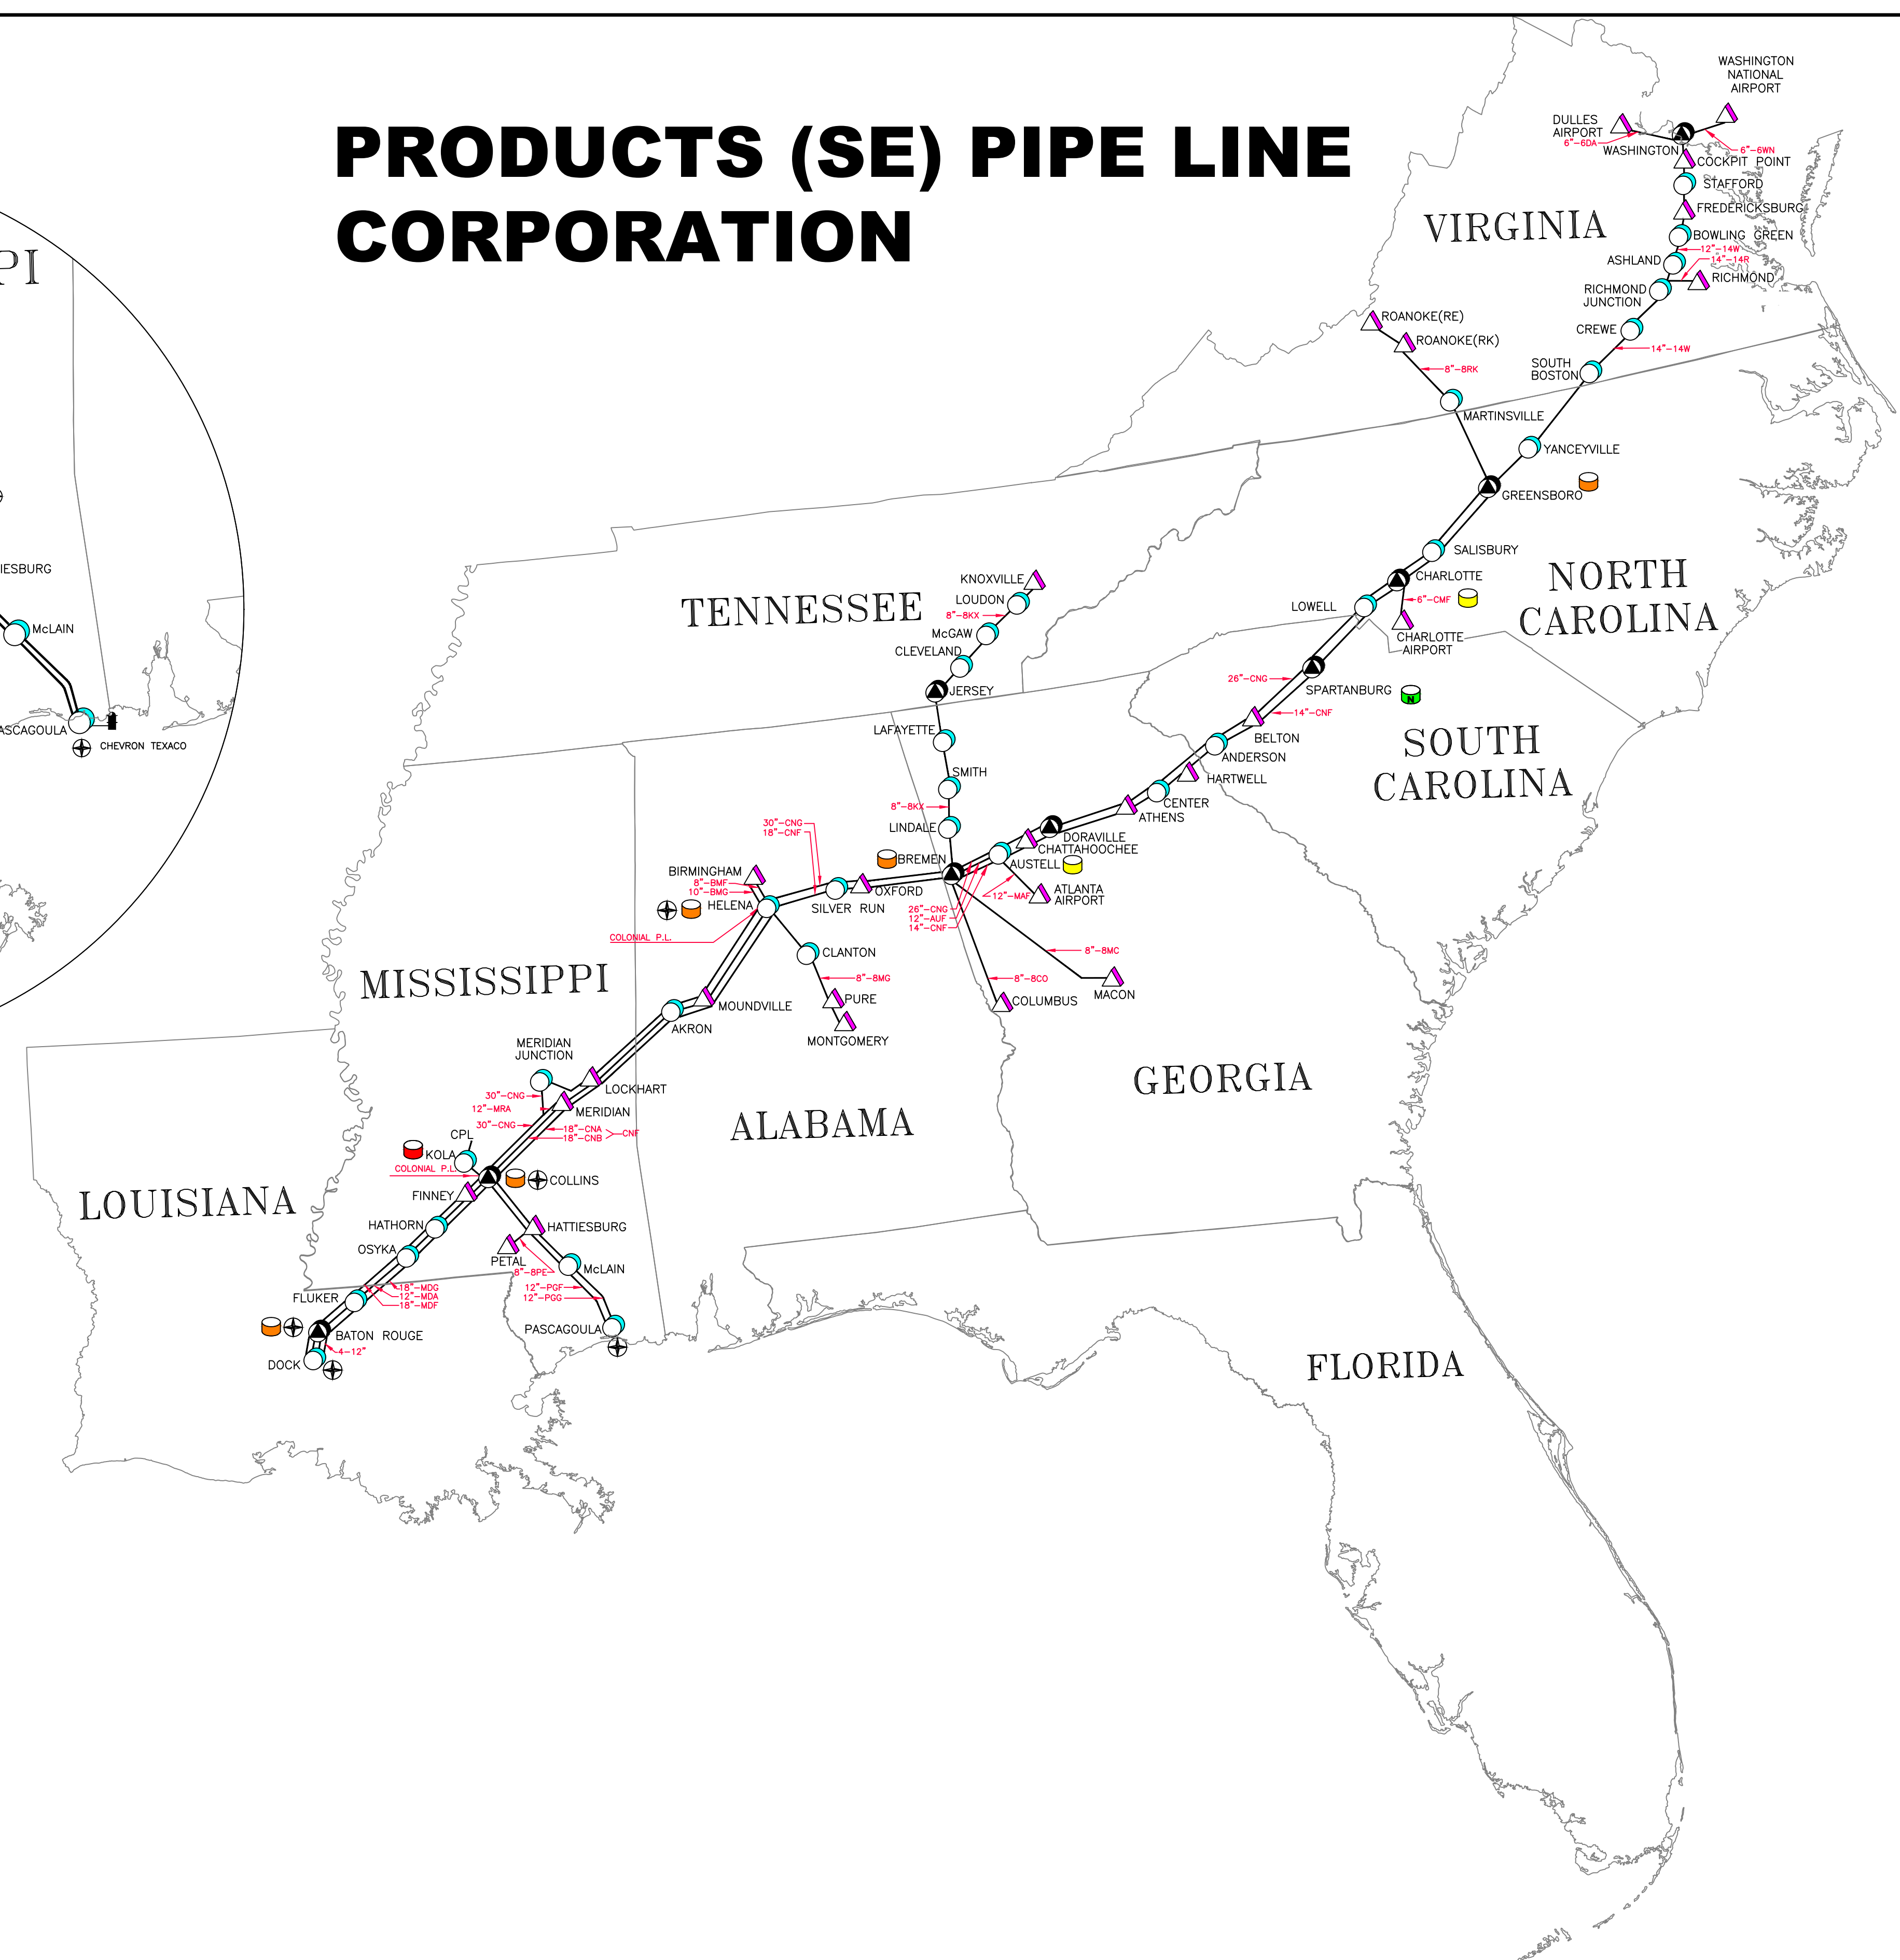 PRODUCTS (SE) PIPE LINE
CORPORATION
PI
IESBURG
McLAIN
ASCAGOULA
CHEVRON TEXACO
WASHINGTON
NATIONAL
AIRPORT
DULLES
AIRPORT
6"-6DA
WASHINGTON
6"-6WN
COCKPIT POINT
STAFFORD
FREDERICKSBURG
VIRGINIA
BOWLING GREEN
12"-14W
14"-14R
ASHLAND
RICHMOND
RICHMOND
JUNCTION
CREWE
14"-14W
ROANOKE(RE)
ROANOKE(RK)
8"-8RK
SOUTH
BOSTON
MARTINSVILLE
YANCEYVILLE
GREENSBORO
SALISBURY
CHARLOTTE
NORTH
CAROLINA
6"-CMF
LOWELL
CHARLOTTE
AIRPORT
KNOXVILLE
LOUDON
8"-8KX
TENNESSEE
McGAW
CLEVELAND
JERSEY
26"-CNG
SPARTANBURG
N
14"-CNF
BELTON
ANDERSON
SOUTH
CAROLINA
LAFAYETTE
SMITH
HARTWELL
8"-8KX
CENTER
ATHENS
LINDALE
DORAVILLE
CHATTAHOOCHEE
30"-CNG
18"-CNF
BREMEN
AUSTELL
BIRMINGHAM
8"-BMF
10"-BMG
HELENA
OXFORD
SILVER RUN
12"-MAF
ATLANTA
AIRPORT
26"-CNG
12"-AUF
14"-CNF
COLONIAL P.L.
CLANTON
8"-8MC
8"-8MG
8"-8CO
MACON
MISSISSIPPI
MOUNDVILLE
PURE
COLUMBUS
AKRON
MONTGOMERY
MERIDIAN
JUNCTION
LOCKHART
GEORGIA
30"-CNG
12"-MRA
MERIDIAN
30"-CNG
18"-CNA
18"-CNB
CNF
ALABAMA
CPL
KOLA
COLONIAL P.L.
COLLINS
LOUISIANA
FINNEY
HATHORN
HATTIESBURG
OSYKA
PETAL
8"-8PE
McLAIN
18"-MDG
12"-MDA
18"-MDF
12"-PGF
12"-PGG
FLUKER
PASCAGOULA
BATON ROUGE
4-12"
DOCK
FLORIDA